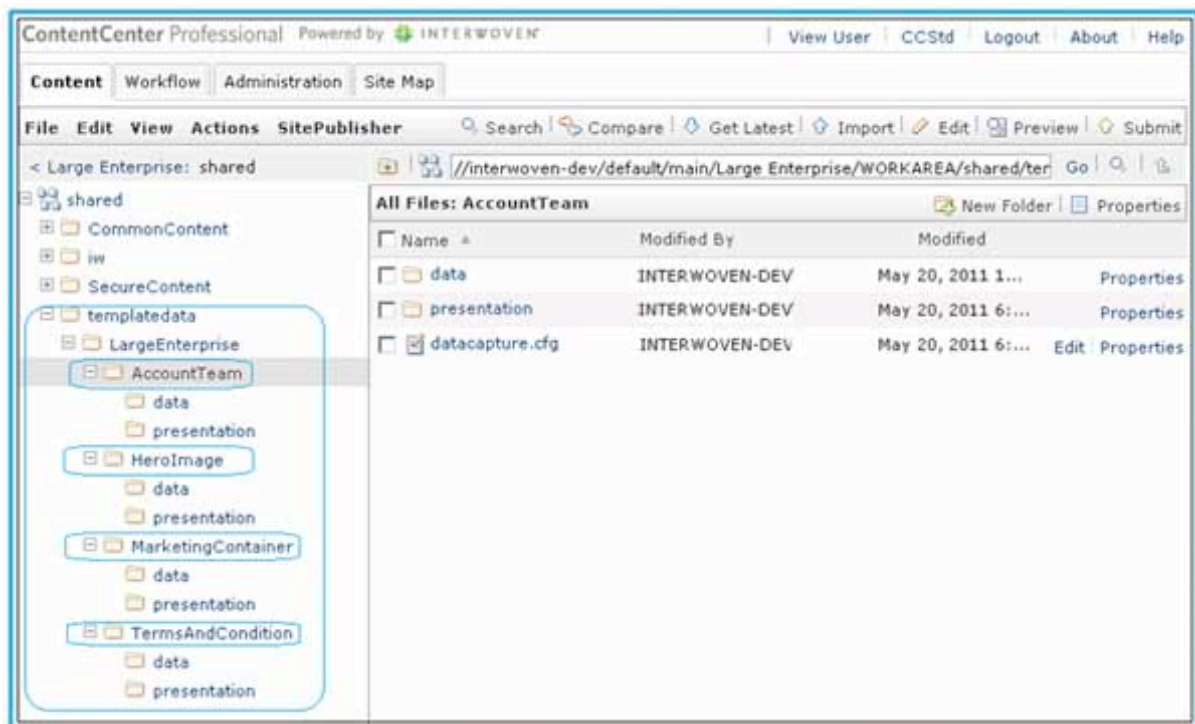 ContentCenter Professional Powered by INTERWOVEN
View User CCStd Logout About Help
Content Workflow Administration Site Map
File Edit View Actions SitePublisher Search Compare Get Latest Import Edit Preview Submit
< Large Enterprise: shared
//interwoven-dev/default/main/Large Enterprise/WORKAREA/shared/ter Go
shared
CommonContent
iw
SecureContent
templatedata
LargeEnterprise
AccountTeam
data
presentation
HeroImage
data
presentation
MarketingContainer
data
presentation
TermsAndCondition
data
presentation
All Files: AccountTeam New Folder Properties
Name Modified By Modified
data INTERWOVEN-DEV May 20, 2011 1... Properties
presentation INTERWOVEN-DEV May 20, 2011 6:... Properties
datacapture.cfg INTERWOVEN-DEV May 20, 2011 6:... Edit Properties